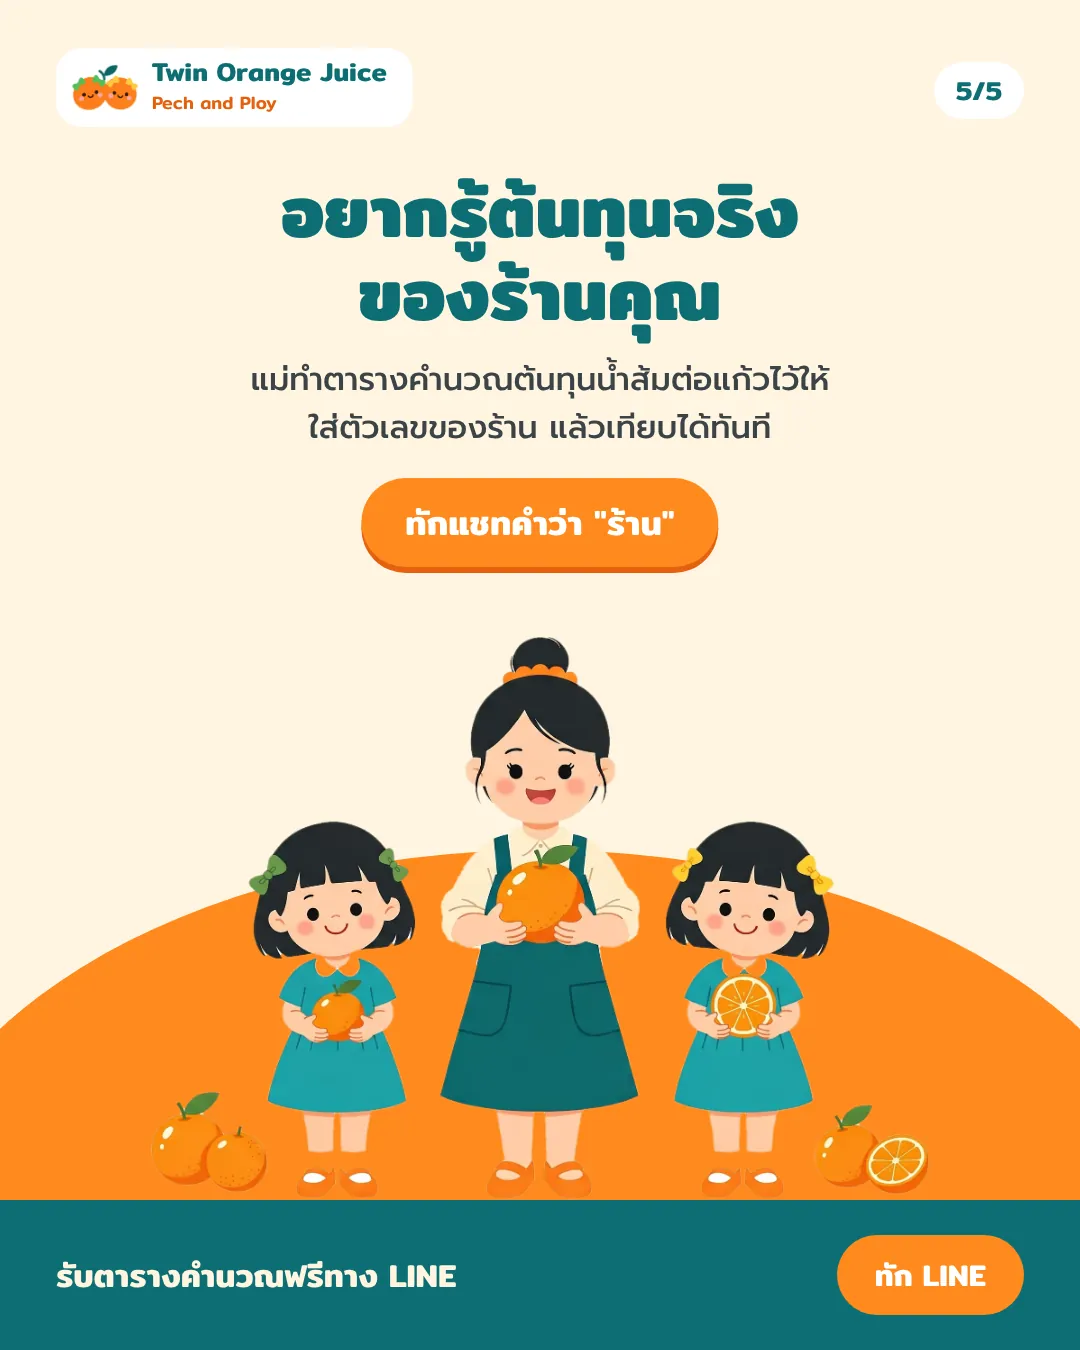 Twin Orange Juice
Pech and Ploy
5/5
อยากรู้ต้นทุนจริง
ของร้านคุณ
แม่ทำตารางคำนวณต้นทุนน้ำส้มต่อแก้วไว้ให้
ใส่ตัวเลขของร้าน แล้วเทียบได้ทันที
ทักแชทคำว่า "ร้าน"
รับตารางคำนวณฟรีทาง LINE
ทัก LINE